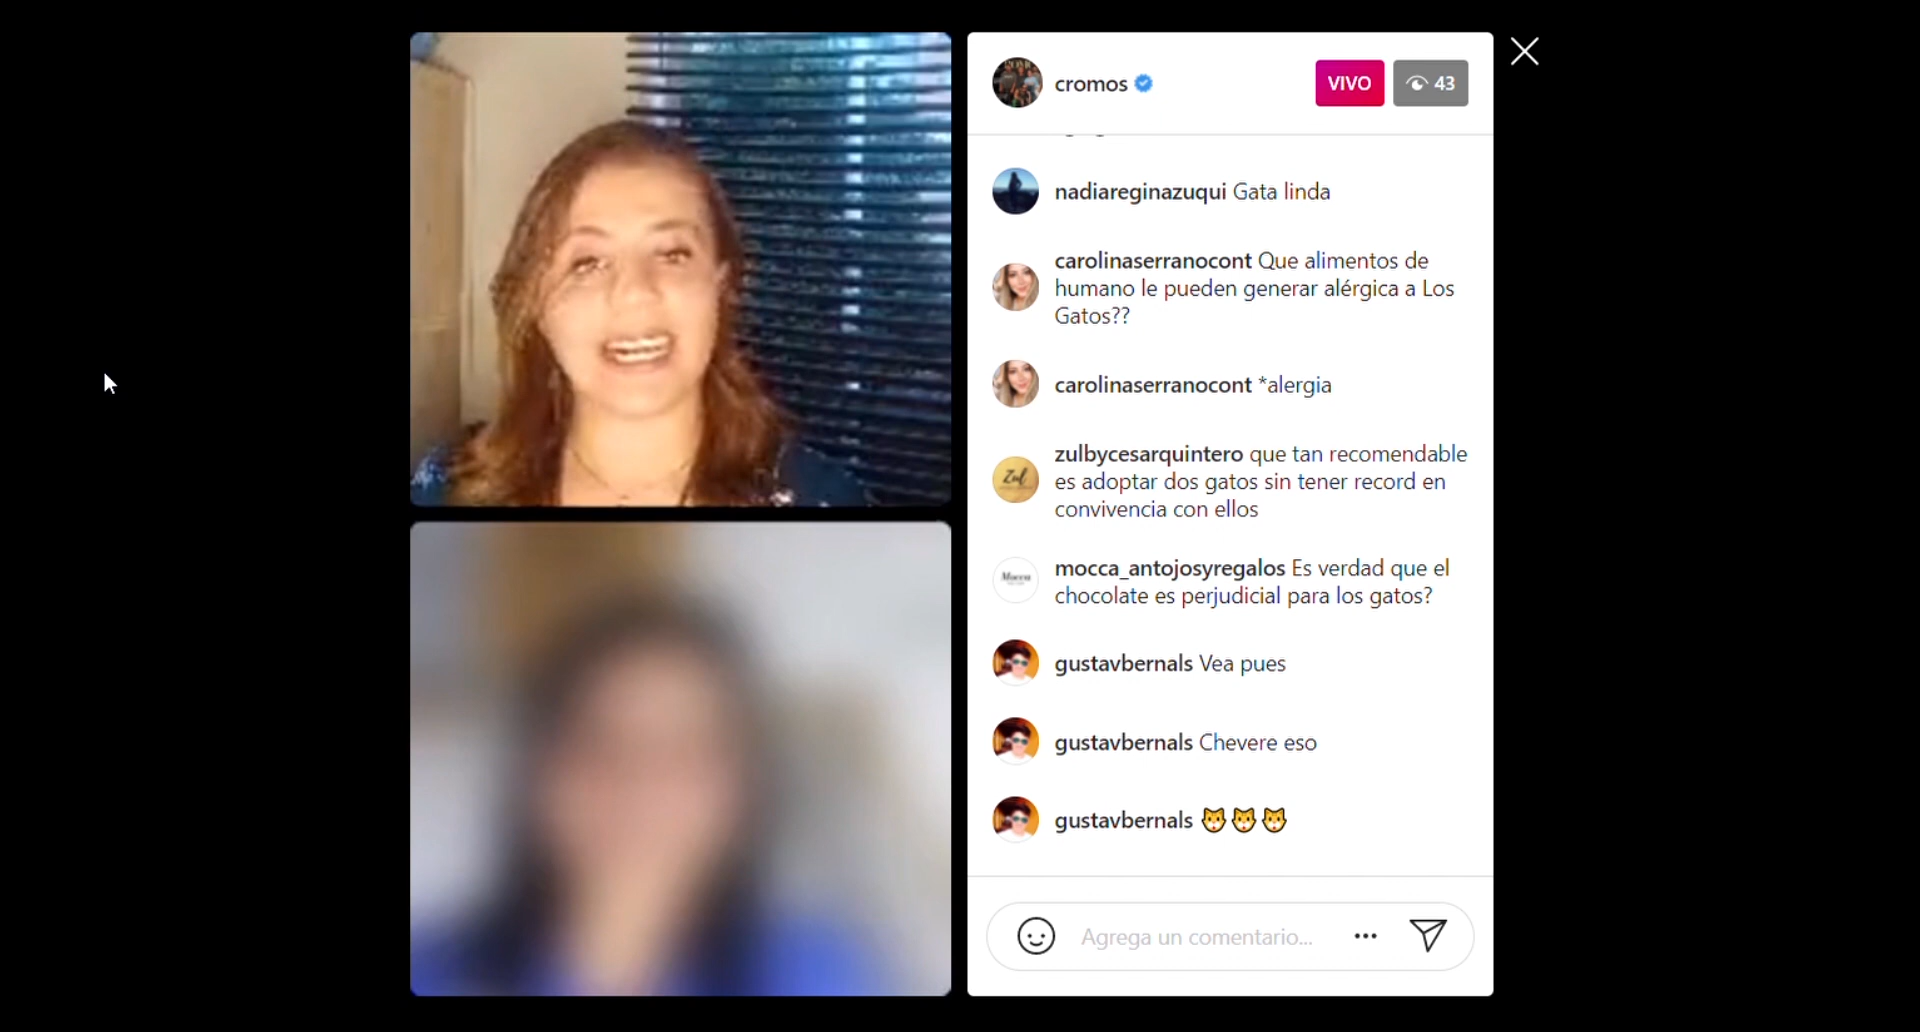 cromos
VIVO
43
nadiareginazuqui Gata linda
carolinaserranocont Que alimentos de
humano le pueden generar alérgica a Los
Gatos??
carolinaserranocont *alergia
zulbycesarquintero que tan recomendable
es adoptar dos gatos sin tener record en
convivencia con ellos
Zul
mocca_antojosyregalos Es verdad que el
chocolate es perjudicial para los gatos?
Mocca
gustavbernals Vea pues
gustavbernals Chevere eso
gustavbernals 🐱🐱🐱
Agrega un comentario...